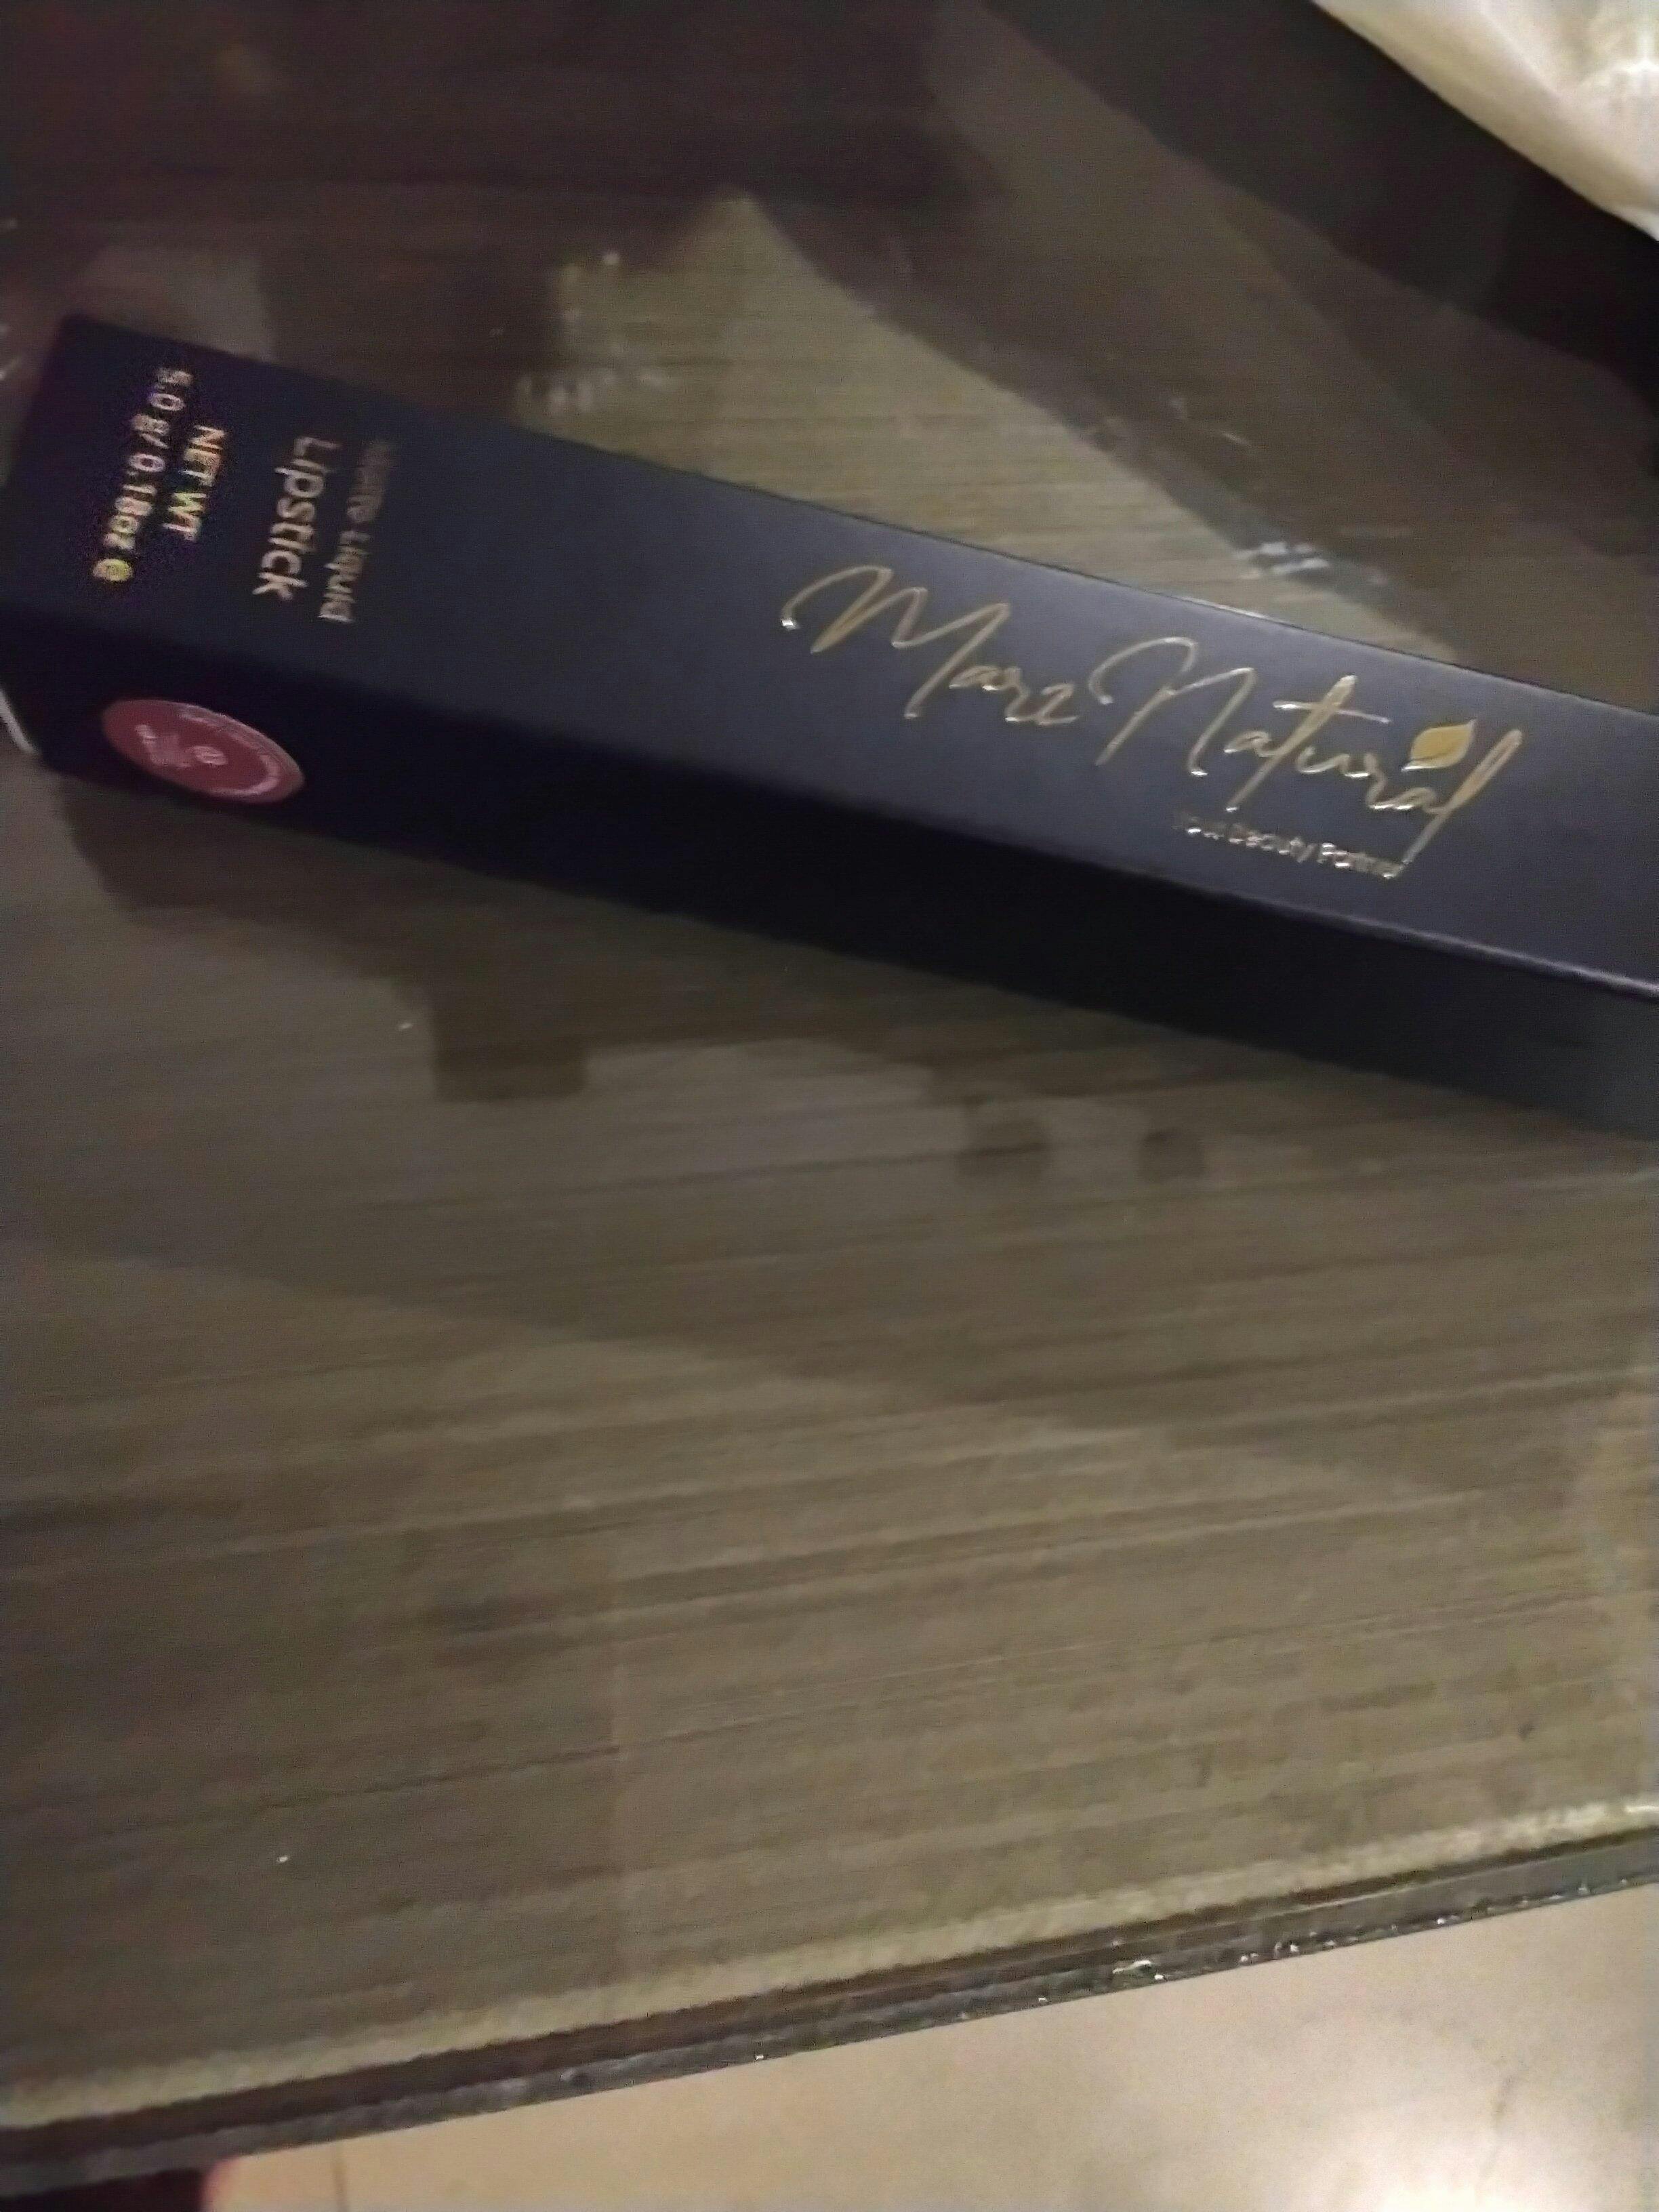 Marz Natural
Your Beauty Partner
Matte Liquid
Lipstick
NET WT
5.0 g/ 0.18oz e